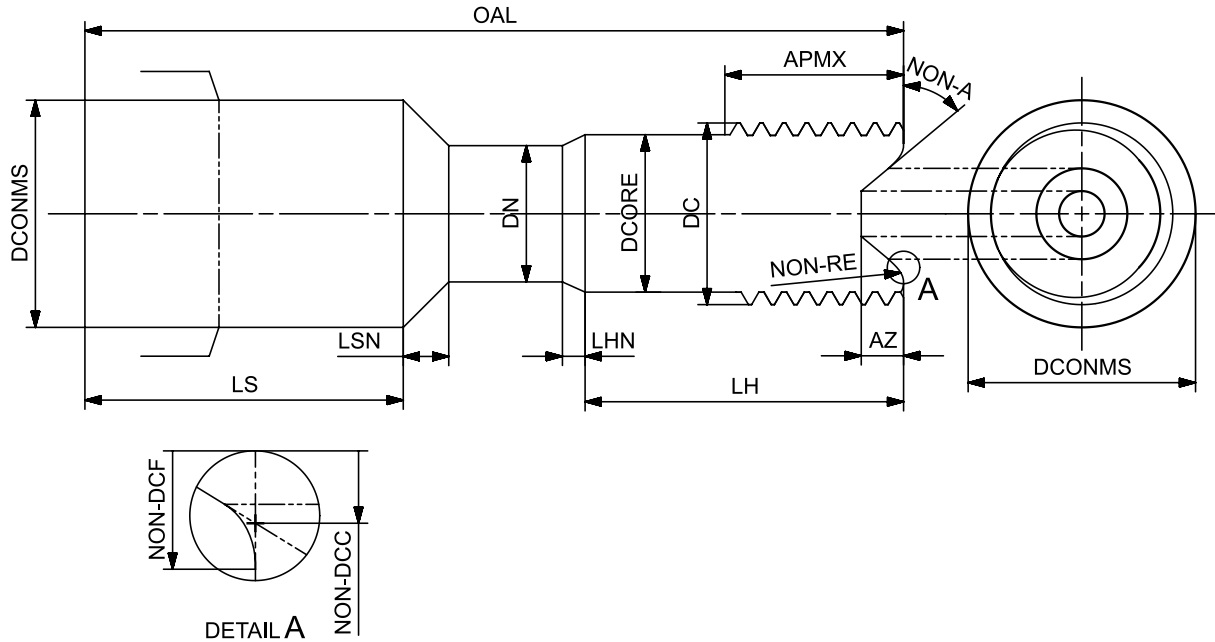 OAL
APMX
NON-A
DCONMS
DN
DCORE
DC
NON-RE
A
LSN
LHN
AZ
DCONMS
LS
LH
NON-DCF
NON-DCC
DETAIL A